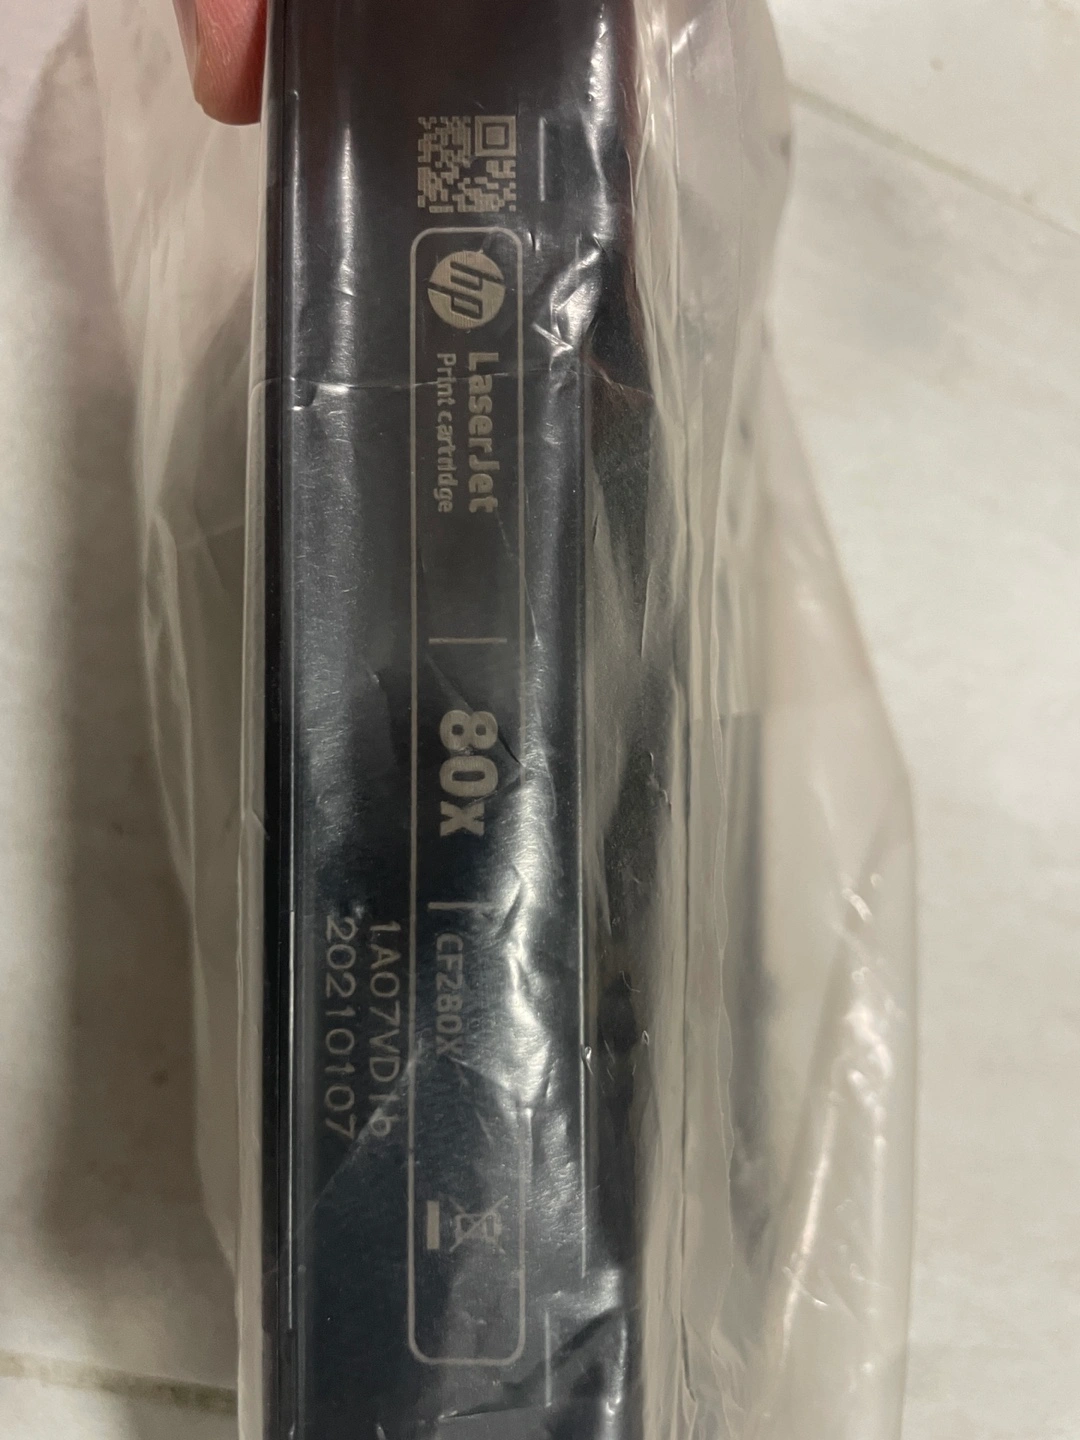 hp
LaserJet
Print cartridge
80X
CF280X
1A07VD16
20210107